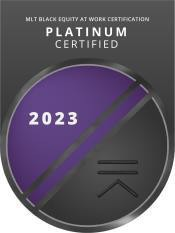 MLT BLACK EQUITY AT WORK CERTIFICATION
PLATINUM
CERTIFIED
2023